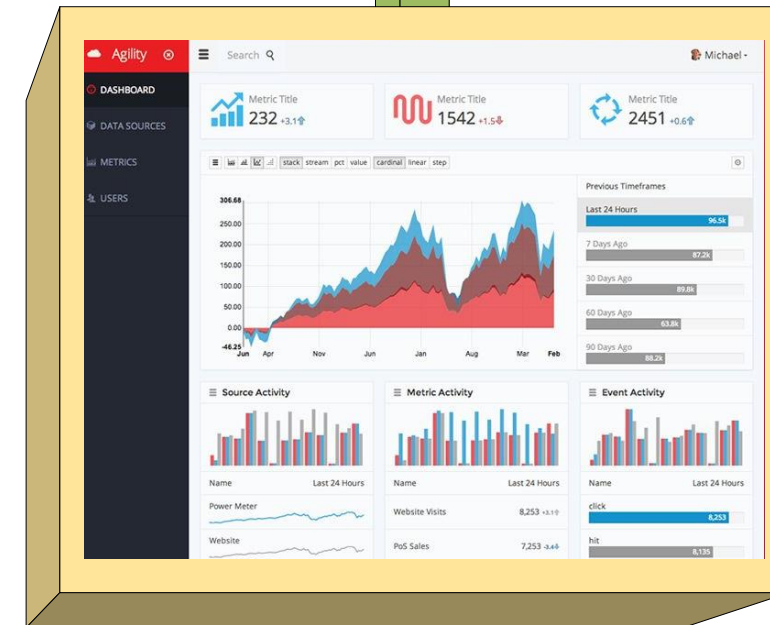 Agility
Search
Michael
DASHBOARD
DATA SOURCES
METRICS
USERS
Metric Title
232 +3.1
Metric Title
1542 +1.5
Metric Title
2451 +0.6
stack stream pct value cardinal linear step
306.68
250.00
200.00
150.00
100.00
50.00
0.00
-46.25
Jun Apr Nov Jun Jan Aug Mar Feb
Previous Timeframes
Last 24 Hours
96.5k
7 Days Ago
87.2k
30 Days Ago
89.8k
60 Days Ago
63.8k
90 Days Ago
88.2k
Source Activity
Name Last 24 Hours
Power Meter
Website
Metric Activity
Name Last 24 Hours
Website Visits 8,253 +3.1
PoS Sales 7,253 -3.4
Event Activity
Name Last 24 Hours
click
8,253
hit
8,135